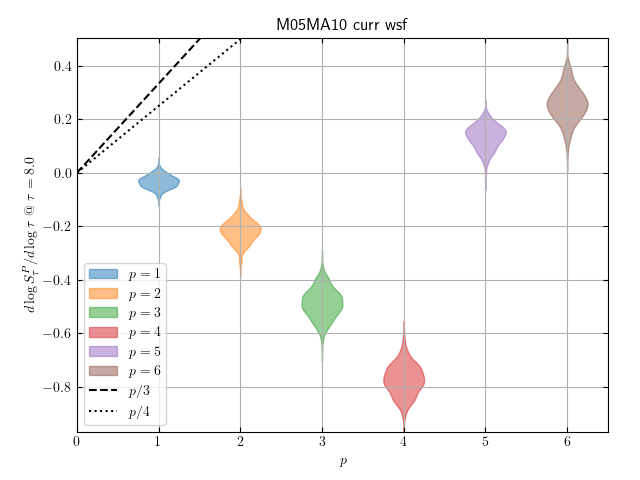 M05MA10 curr wsf
d log S_τ^P / d log τ @ τ = 8.0
0.4
0.2
0.0
−0.2
−0.4
−0.6
−0.8
p = 1
p = 2
p = 3
p = 4
p = 5
p = 6
p/3
p/4
0 1 2 3 4 5 6
p